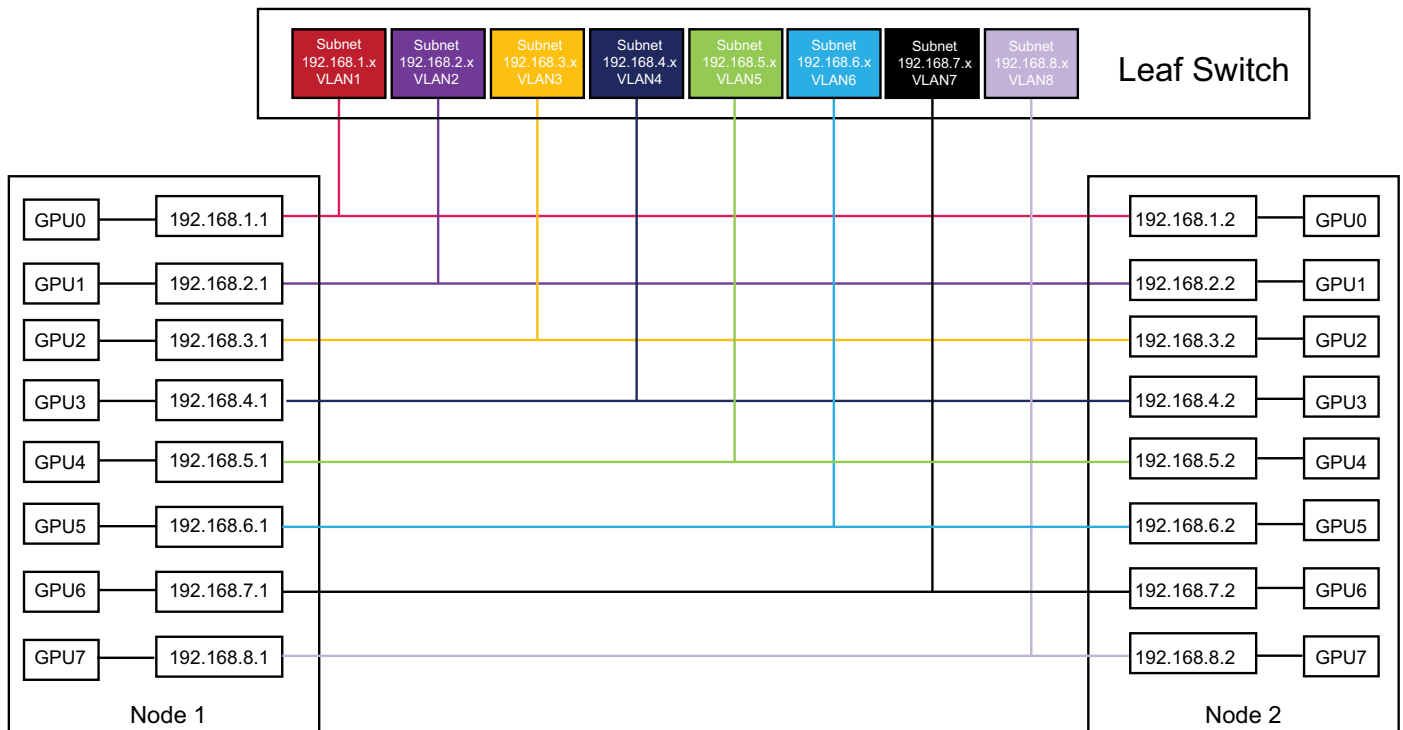 Subnet
192.168.1.x
VLAN1
Subnet
192.168.2.x
VLAN2
Subnet
192.168.3.x
VLAN3
Subnet
192.168.4.x
VLAN4
Subnet
192.168.5.x
VLAN5
Subnet
192.168.6.x
VLAN6
Subnet
192.168.7.x
VLAN7
Subnet
192.168.8.x
VLAN8
Leaf Switch
GPU0 192.168.1.1
GPU1 192.168.2.1
GPU2 192.168.3.1
GPU3 192.168.4.1
GPU4 192.168.5.1
GPU5 192.168.6.1
GPU6 192.168.7.1
GPU7 192.168.8.1
Node 1
192.168.1.2 GPU0
192.168.2.2 GPU1
192.168.3.2 GPU2
192.168.4.2 GPU3
192.168.5.2 GPU4
192.168.6.2 GPU5
192.168.7.2 GPU6
192.168.8.2 GPU7
Node 2